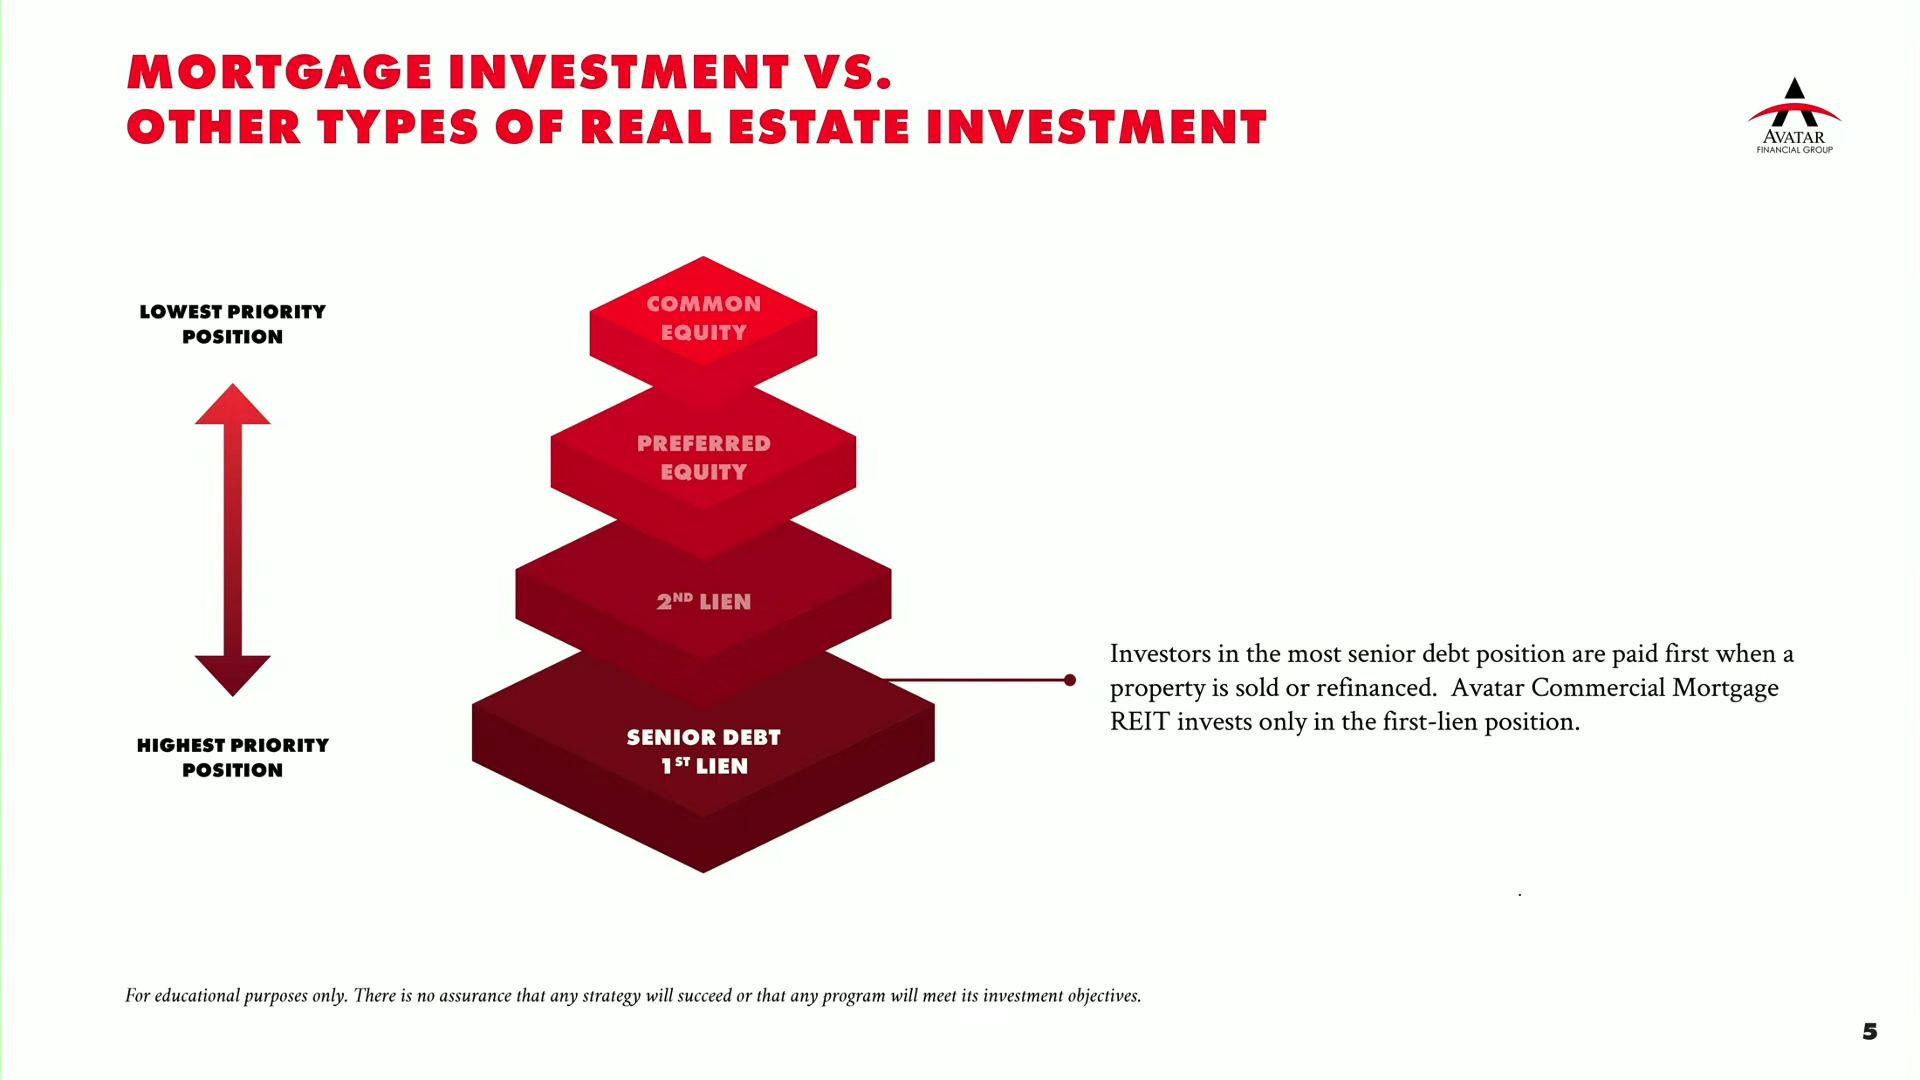 MORTGAGE INVESTMENT VS.
OTHER TYPES OF REAL ESTATE INVESTMENT
AVATAR
FINANCIAL GROUP
LOWEST PRIORITY
POSITION
HIGHEST PRIORITY
POSITION
COMMON
EQUITY
PREFERRED
EQUITY
2ND LIEN
SENIOR DEBT
1ST LIEN
Investors in the most senior debt position are paid first when a
property is sold or refinanced.  Avatar Commercial Mortgage
REIT invests only in the first-lien position.
.
For educational purposes only. There is no assurance that any strategy will succeed or that any program will meet its investment objectives.
5